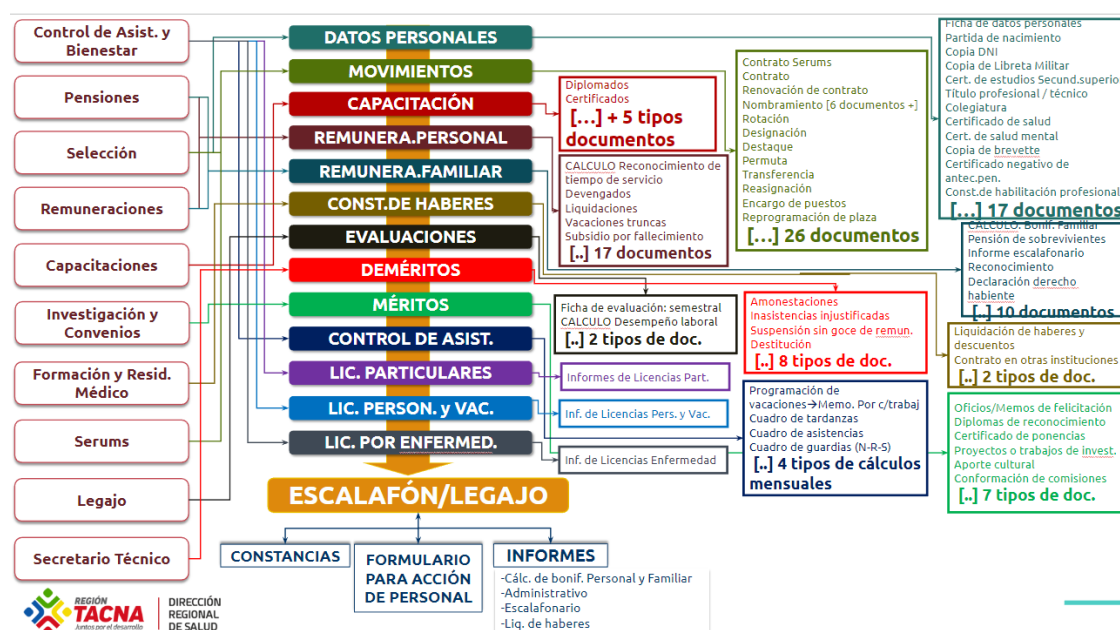 Control de Asist. y
Bienestar
Pensiones
Selección
Remuneraciones
Capacitaciones
Investigación y
Convenios
Formación y Resid.
Médico
Serums
Legajo
Secretario Técnico
DATOS PERSONALES
MOVIMIENTOS
CAPACITACIÓN
REMUNERA.PERSONAL
REMUNERA.FAMILIAR
CONST.DE HABERES
EVALUACIONES
DEMÉRITOS
MÉRITOS
CONTROL DE ASIST.
LIC. PARTICULARES
LIC. PERSON. y VAC.
LIC. POR ENFERMED.
ESCALAFÓN/LEGAJO
CONSTANCIAS
FORMULARIO
PARA ACCIÓN
DE PERSONAL
INFORMES
-Cálc. de bonif. Personal y Familiar
-Administrativo
-Escalafonario
-Liq. de haberes
Diplomados
Certificados
[...] + 5 tipos
documentos
CALCULO Reconocimiento de
tiempo de servicio
Devengados
Liquidaciones
Vacaciones truncas
Subsidio por fallecimiento
[..] 17 documentos
Ficha de evaluación: semestral
CALCULO Desempeño laboral
[..] 2 tipos de doc.
Informes de Licencias Part.
Inf. de Licencias Pers. y Vac.
Inf. de Licencias Enfermedad
Contrato Serums
Contrato
Renovación de contrato
Nombramiento [6 documentos +]
Rotación
Designación
Destaque
Permuta
Transferencia
Reasignación
Encargo de puestos
Reprogramación de plaza
[...] 26 documentos
Amonestaciones
Inasistencias injustificadas
Suspensión sin goce de remun.
Destitución
[..] 8 tipos de doc.
Programación de
vacaciones→Memo. Por c/trabaj
Cuadro de tardanzas
Cuadro de asistencias
Cuadro de guardias (N-R-S)
[..] 4 tipos de cálculos
mensuales
Ficha de datos personales
Partida de nacimiento
Copia DNI
Copia de Libreta Militar
Cert. de estudios Secund.superior
Título profesional / técnico
Colegiatura
Certificado de salud
Cert. de salud mental
Copia de brevette
Certificado negativo de
antec.pen.
Const.de habilitación profesional
[...] 17 documentos
CALCULO. Bonif. Familiar
Pensión de sobrevivientes
Informe escalafonario
Reconocimiento
Declaración derecho
habiente
[..] 10 documentos
Liquidación de haberes y
descuentos
Contrato en otras instituciones
[..] 2 tipos de doc.
Oficios/Memos de felicitación
Diplomas de reconocimiento
Certificado de ponencias
Proyectos o trabajos de invest.
Aporte cultural
Conformación de comisiones
[..] 7 tipos de doc.
REGIÓN
TACNA
Juntos por el desarrollo
DIRECCIÓN
REGIONAL
DE SALUD